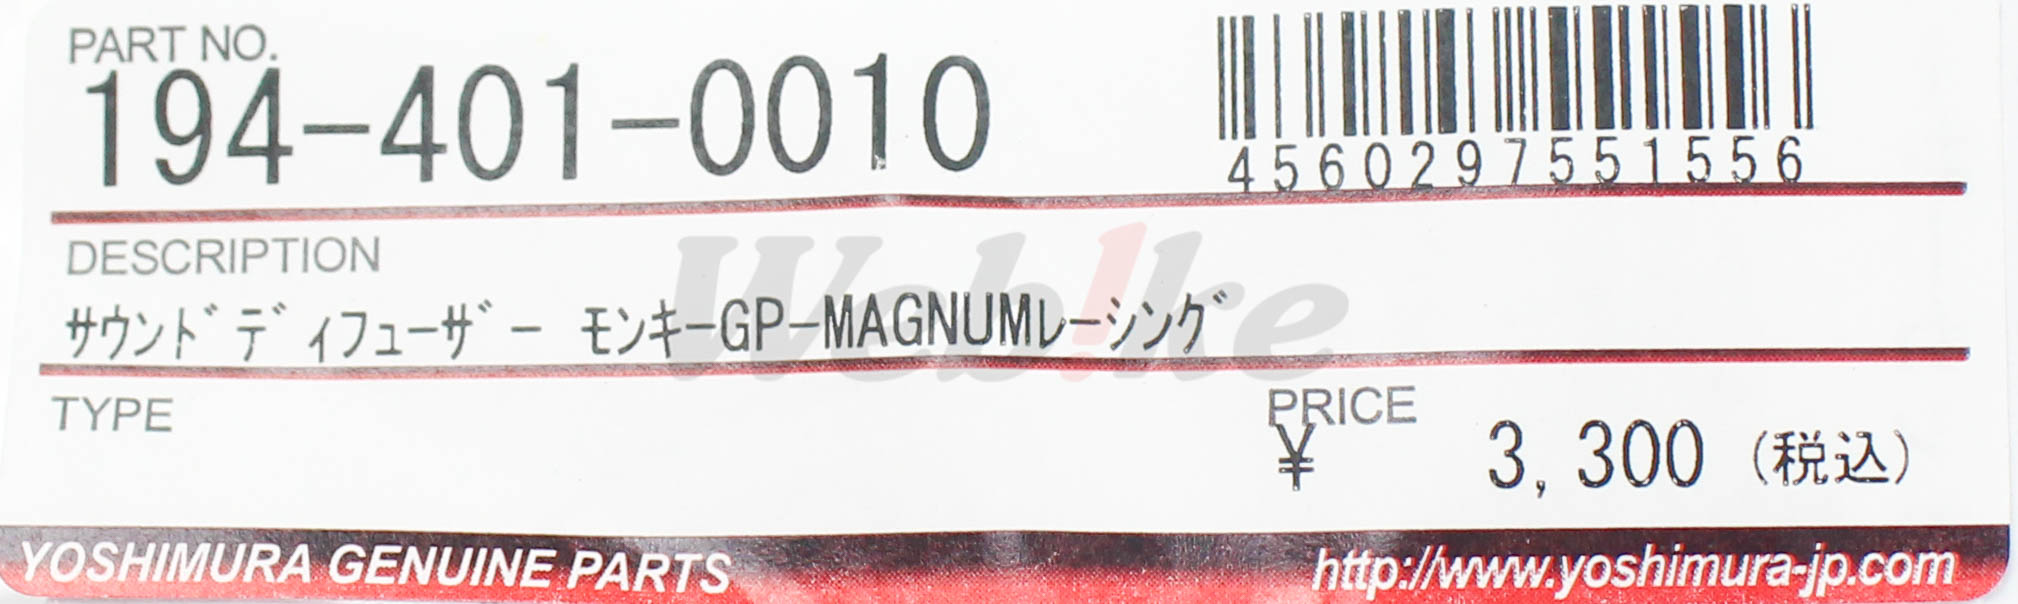 PART NO.
194-401-0010
4560297551556
DESCRIPTION
サウンドディフューザー モンキーGP-MAGNUMレーシング
Web!ke
TYPE
PRICE
¥ 3,300 (税込)
YOSHIMURA GENUINE PARTS
http://www.yoshimura-jp.com